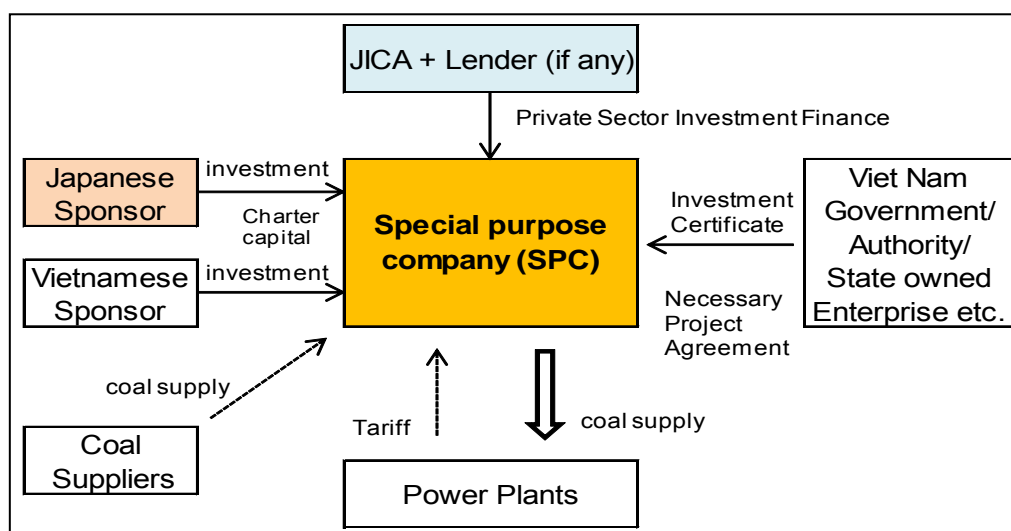 JICA + Lender (if any)
Private Sector Investment Finance
Japanese
Sponsor
investment
Charter
capital
Vietnamese
Sponsor
investment
Special purpose
company (SPC)
Investment
Certificate
Necessary
Project
Agreement
Viet Nam
Government/
Authority/
State owned
Enterprise etc.
coal supply
Coal
Suppliers
Tariff
coal supply
Power Plants